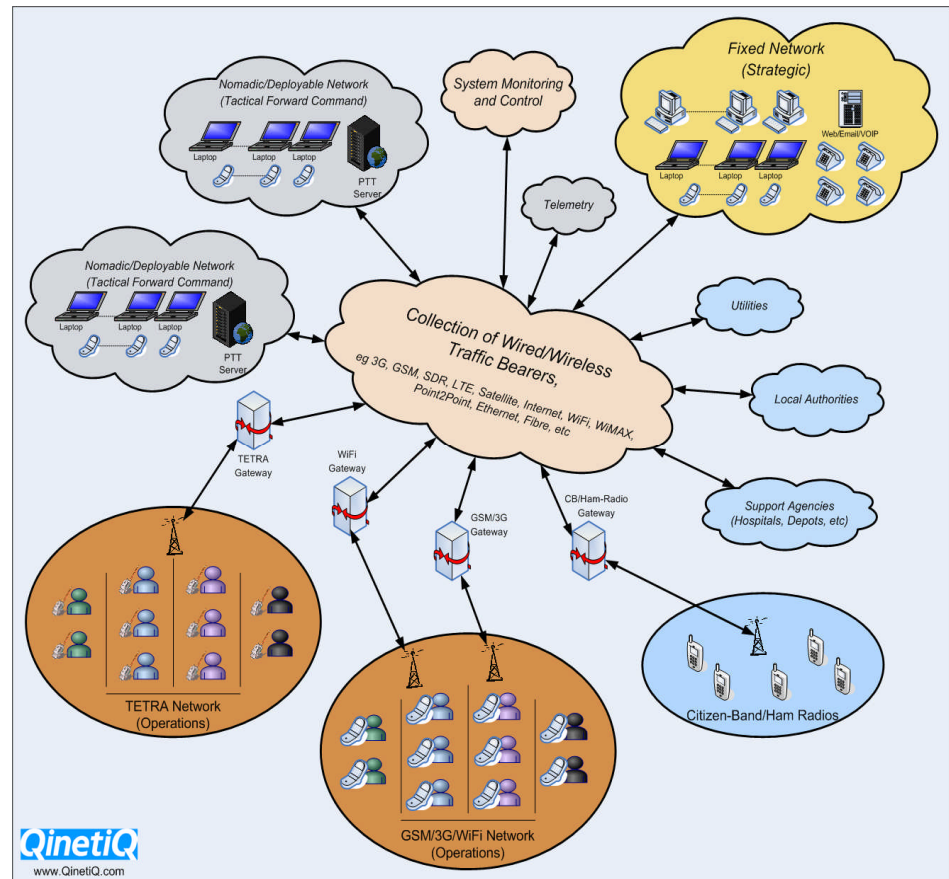 Nomadic/Deployable Network
(Tactical Forward Command)
Laptop
Laptop
Laptop
PTT
Server
System Monitoring
and Control
Fixed Network
(Strategic)
Web/Email/VOIP
Laptop
Laptop
Laptop
Telemetry
Nomadic/Deployable Network
(Tactical Forward Command)
Laptop
Laptop
Laptop
PTT
Server
Collection of Wired/Wireless
Traffic Bearers,
eg 3G, GSM, SDR, LTE, Satellite, Internet, WiFi, WiMAX,
Point2Point, Ethernet, Fibre, etc
Utilities
Local Authorities
Support Agencies
(Hospitals, Depots, etc)
TETRA
Gateway
WiFi
Gateway
GSM/3G
Gateway
CB/Ham-Radio
Gateway
TETRA Network
(Operations)
GSM/3G/WiFi Network
(Operations)
Citizen-Band/Ham Radios
QinetiQ
www.QinetiQ.com